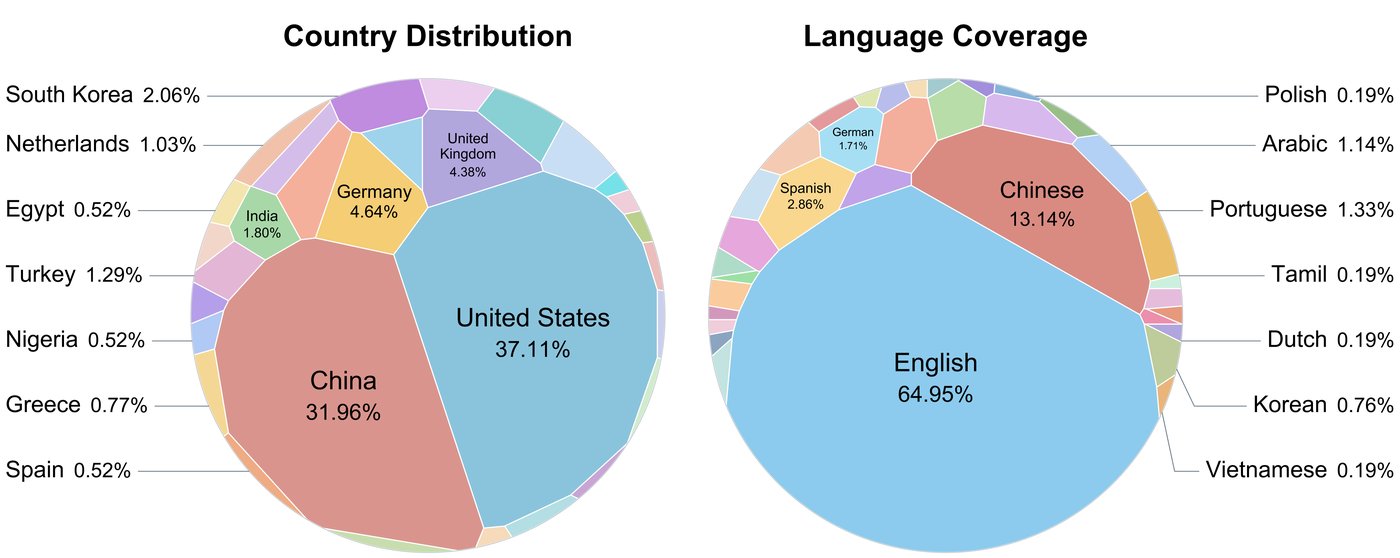 Country Distribution
South Korea 2.06%
Netherlands 1.03%
Egypt 0.52%
Turkey 1.29%
Nigeria 0.52%
Greece 0.77%
Spain 0.52%
United
Kingdom
4.38%
Germany
4.64%
India
1.80%
United States
37.11%
China
31.96%
Language Coverage
German
1.71%
Spanish
2.86%
Chinese
13.14%
English
64.95%
Polish 0.19%
Arabic 1.14%
Portuguese 1.33%
Tamil 0.19%
Dutch 0.19%
Korean 0.76%
Vietnamese 0.19%